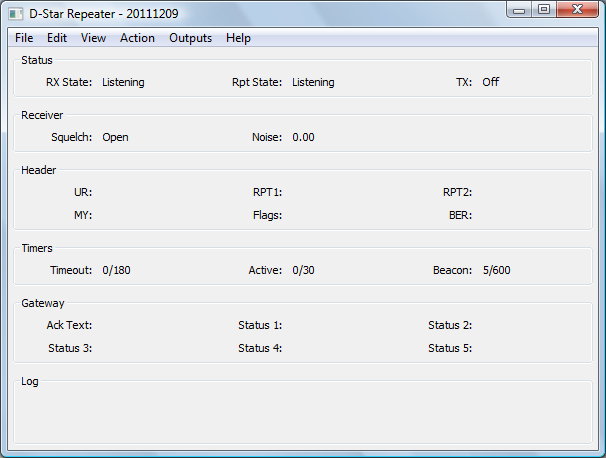 D-Star Repeater - 20111209
File Edit View Action Outputs Help
Status
RX State: Listening Rpt State: Listening TX: Off
Receiver
Squelch: Open Noise: 0.00
Header
UR: RPT1: RPT2:
MY: Flags: BER:
Timers
Timeout: 0/180 Active: 0/30 Beacon: 5/600
Gateway
Ack Text: Status 1: Status 2:
Status 3: Status 4: Status 5:
Log